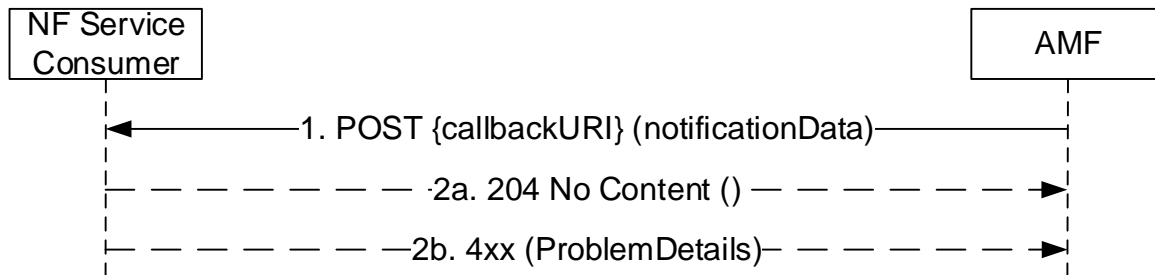 NF Service
Consumer
AMF
1. POST {callbackURI} (notificationData)
2a. 204 No Content ()
2b. 4xx (ProblemDetails)